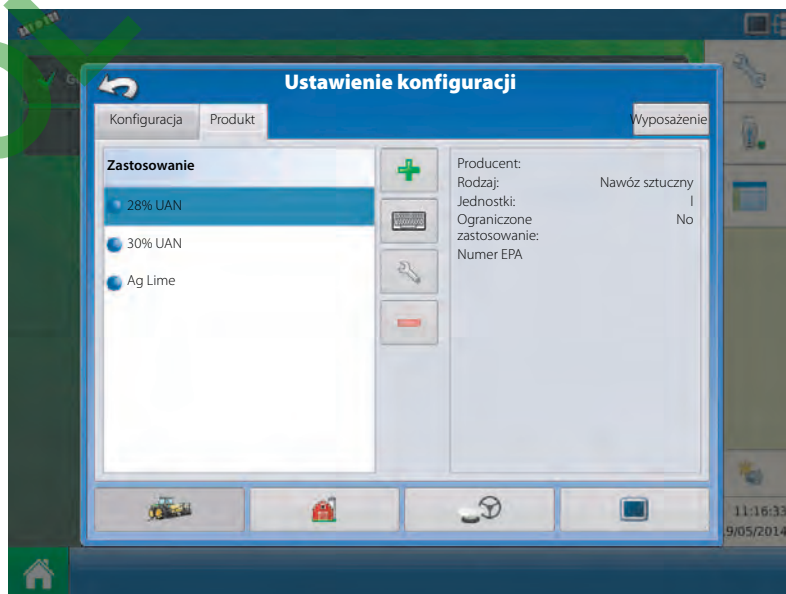 Ustawienie konfiguracji
Konfiguracja
Produkt
Wyposażenie
Zastosowanie
28% UAN
30% UAN
Ag Lime
Producent:
Rodzaj: Nawóz sztuczny
Jednostki: l
Ograniczone No
zastosowanie:
Numer EPA
11:16:33
9/05/2014